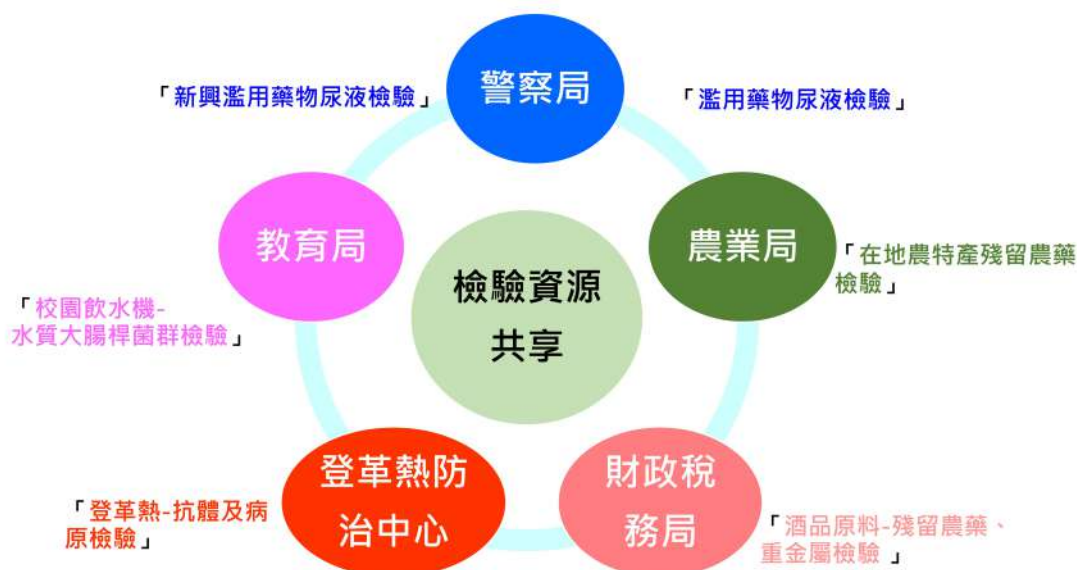 警察局
「新興濫用藥物尿液檢驗」
「濫用藥物尿液檢驗」
教育局
農業局
「在地農特產殘留農藥
檢驗」
檢驗資源
共享
「校園飲水機-
水質大腸桿菌群檢驗」
登革熱防
治中心
財政稅
務局
「登革熱-抗體及病
原檢驗」
「酒品原料-殘留農藥、
重金屬檢驗 」